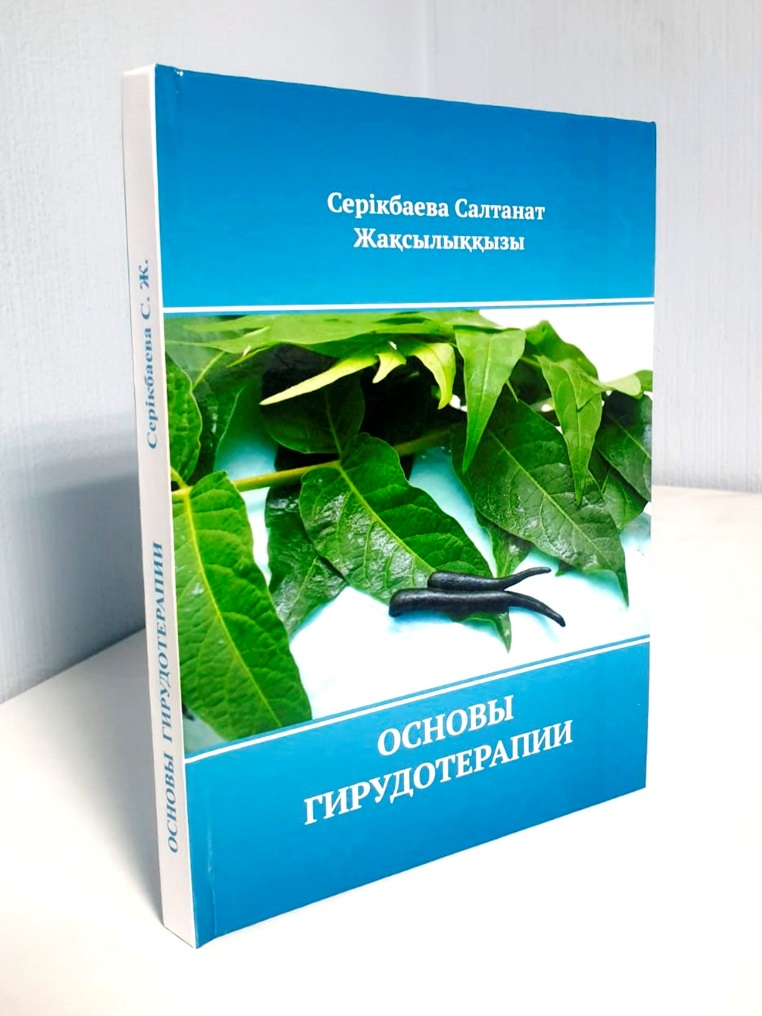 Серікбаева Салтанат
Жақсылыққызы
ОСНОВЫ
ГИРУДОТЕРАПИИ
ОСНОВЫ ГИРУДОТЕРАПИИ Серікбаева С. Ж.